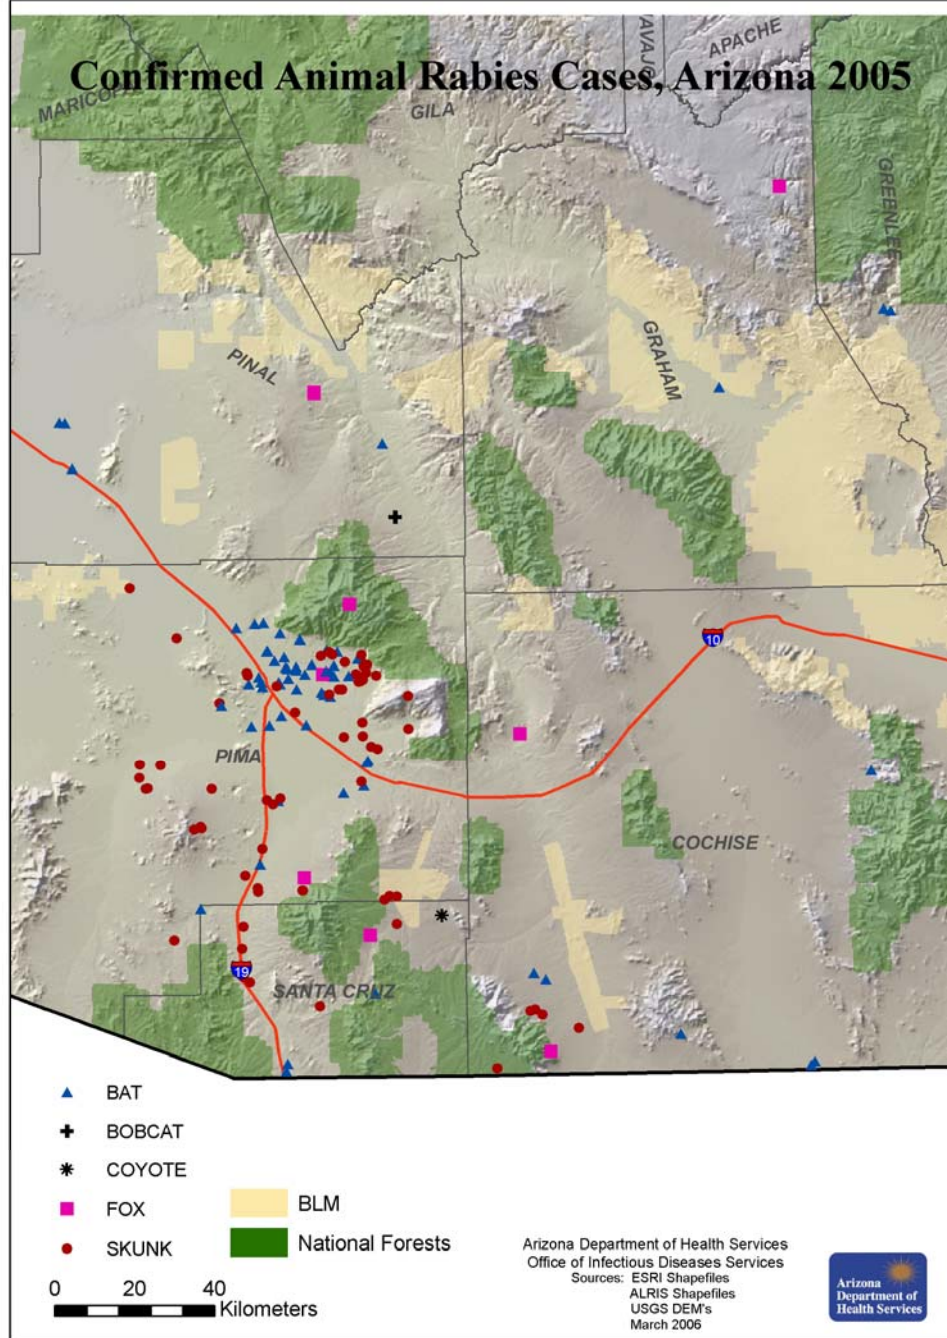 Confirmed Animal Rabies Cases, Arizona 2005
AVAJO
APACHE
MARICOP
GILA
GREENLEE
PINAL
GRAHAM
10
PIMA
COCHISE
19
SANTA CRUZ
BAT
BOBCAT
COYOTE
FOX
SKUNK
BLM
National Forests
0 20 40
Kilometers
Arizona Department of Health Services
Office of Infectious Diseases Services
Sources: ESRI Shapefiles
ALRIS Shapefiles
USGS DEM's
March 2006
Arizona
Department of
Health Services